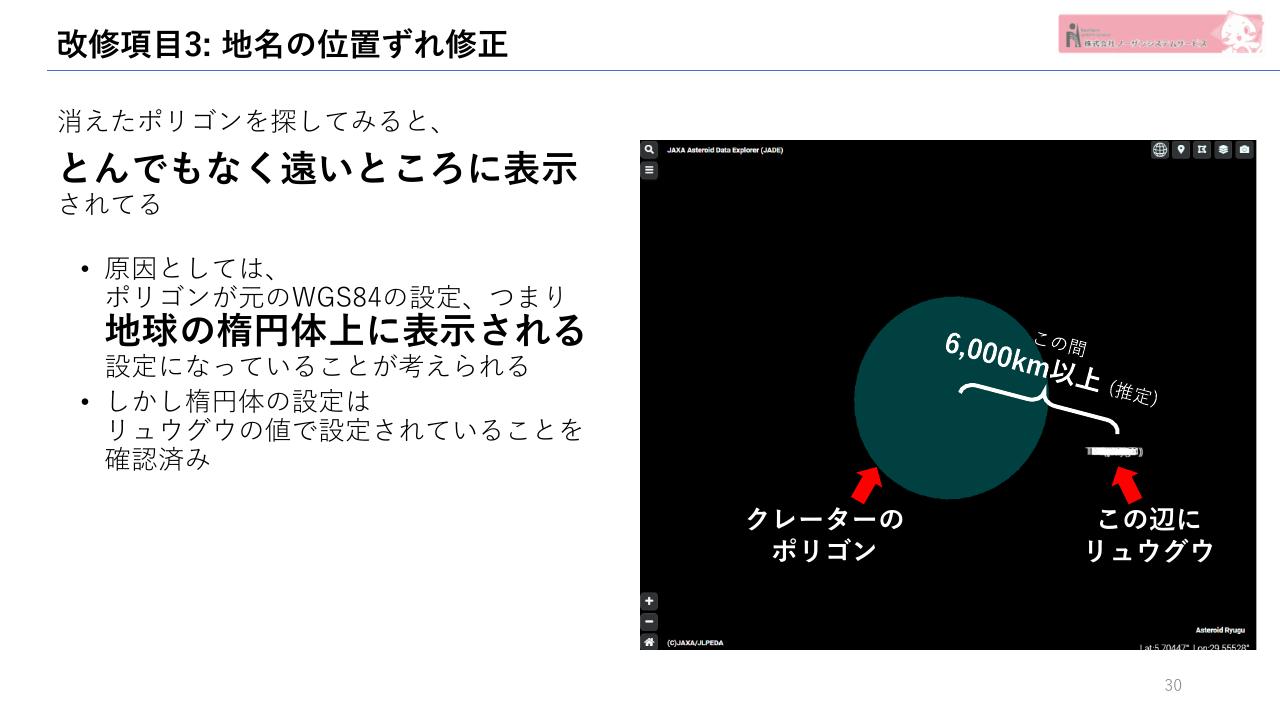 改修項目3: 地名の位置ずれ修正
株式会社 ノーザンシステムサービス
消えたポリゴンを探してみると、
とんでもなく遠いところに表示
されてる
• 原因としては、
ポリゴンが元のWGS84の設定、つまり
地球の楕円体上に表示される
設定になっていることが考えられる
• しかし楕円体の設定は
リュウグウの値で設定されていることを
確認済み
JAXA Asteroid Data Explorer (JADE)
この間
6,000km以上 (推定)
クレーターの
ポリゴン
この辺に
リュウグウ
(C)JAXA/JLPEDA
Asteroid Ryugu
Lat:5.70447° Lon:29.55528°
30